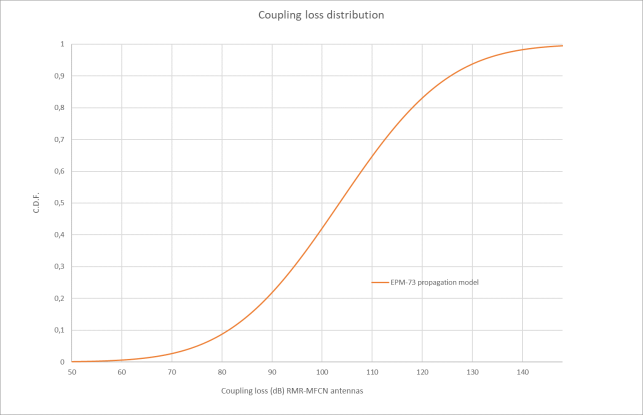 Coupling loss distribution
1
0,9
0,8
0,7
0,6
0,5
0,4
0,3
0,2
0,1
0
C.D.F.
EPM-73 propagation model
50 60 70 80 90 100 110 120 130 140
Coupling loss (dB) RMR-MFCN antennas